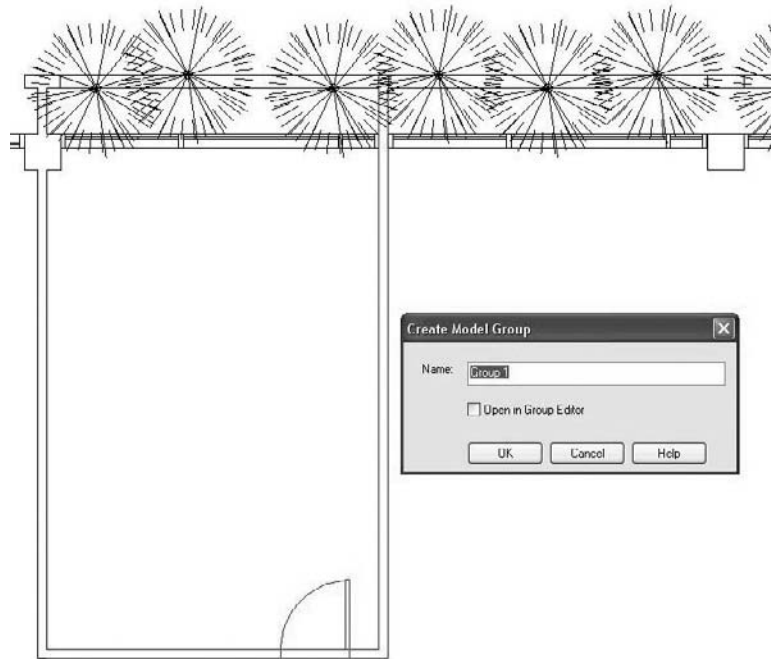 Create Model Group
Name:
Group 1
Open in Group Editor
OK
Cancel
Help